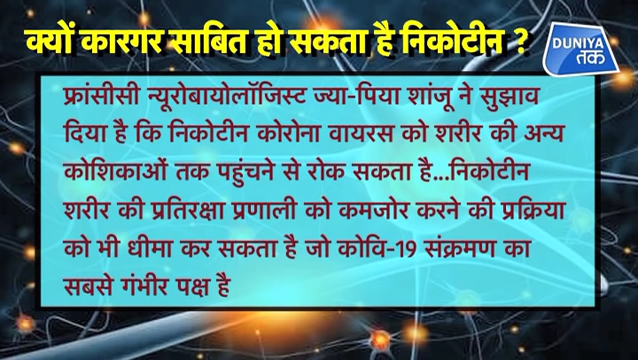 क्यों कारगर साबित हो सकता है निकोटीन ?
DUNIYA
तक
फ्रांसीसी न्यूरोबायोलॉजिस्ट ज्या-पिया शांजू ने सुझाव
दिया है कि निकोटीन कोरोना वायरस को शरीर की अन्य
कोशिकाओं तक पहुंचने से रोक सकता है...निकोटीन
शरीर की प्रतिरक्षा प्रणाली को कमजोर करने की प्रक्रिया
को भी धीमा कर सकता है जो कोवि-19 संक्रमण का
सबसे गंभीर पक्ष है